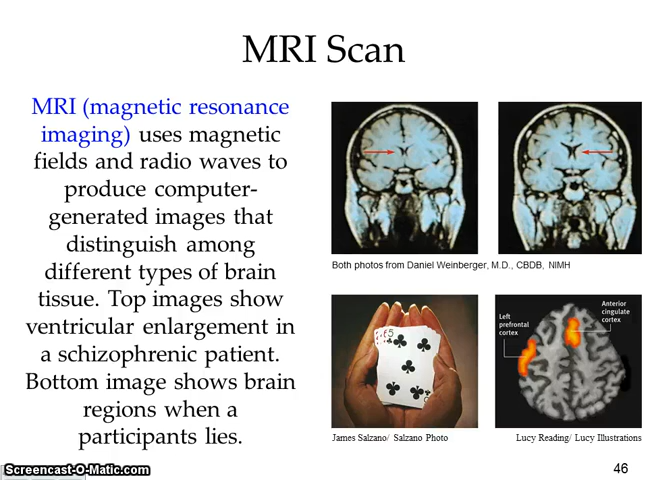 MRI Scan
MRI (magnetic resonance
imaging) uses magnetic
fields and radio waves to
produce computer-
generated images that
distinguish among
different types of brain
tissue. Top images show
ventricular enlargement in
a schizophrenic patient.
Bottom image shows brain
regions when a
participants lies.
Both photos from Daniel Weinberger, M.D., CBDB, NIMH
5
Left
prefrontal
cortex
Anterior
cingulate
cortex
James Salzano/ Salzano Photo
Lucy Reading/ Lucy Illustrations
Screencast-O-Matic.com
46